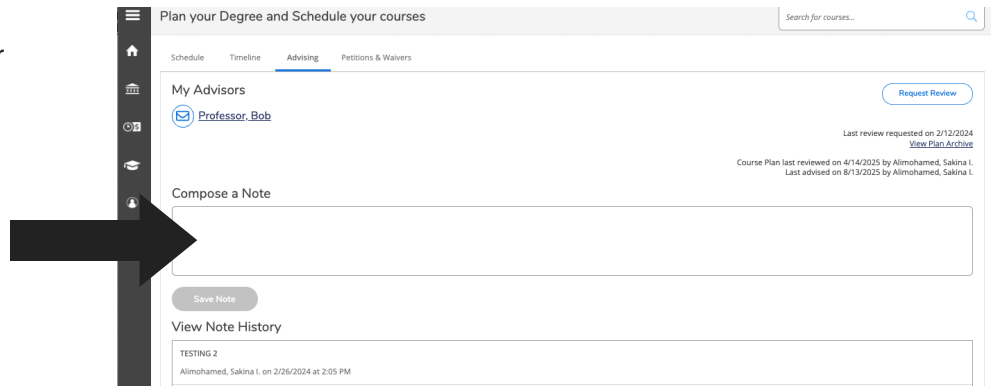 Plan your Degree and Schedule your courses
Search for courses...
r
Schedule Timeline Advising Petitions & Waivers
My Advisors
Request Review
Professor, Bob
Last review requested on 2/12/2024
View Plan Archive
Course Plan last reviewed on 4/14/2025 by Alimohamed, Sakina I.
Last advised on 8/13/2025 by Alimohamed, Sakina I.
Compose a Note
Save Note
View Note History
TESTING 2
Alimohamed, Sakina I. on 2/26/2024 at 2:05 PM